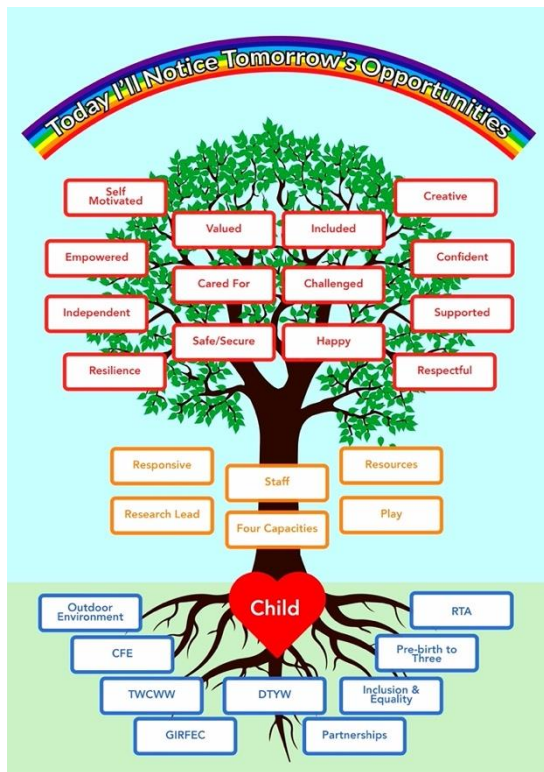 Today I'll Notice Tomorrow's Opportunities
Self
Motivated
Creative
Valued
Included
Empowered
Confident
Cared For
Challenged
Independent
Supported
Safe/Secure
Happy
Resilience
Respectful
Responsive
Resources
Staff
Research Lead
Play
Four Capacities
Child
Outdoor
Environment
RTA
CFE
Pre-birth to
Three
TWCWW
DTYW
Inclusion &
Equality
GIRFEC
Partnerships